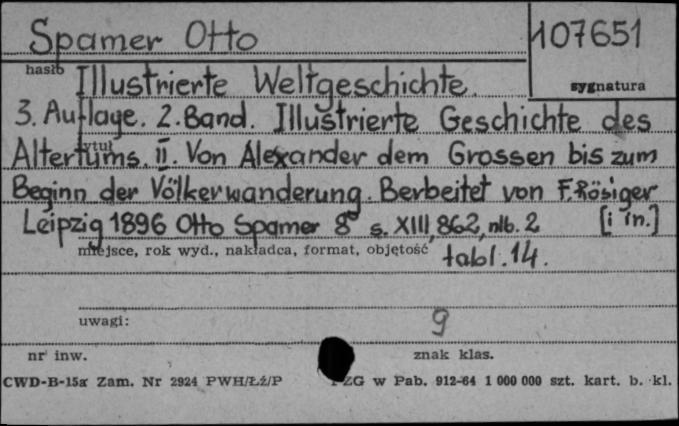 Spamer Otto
107651
hasło
Illustrierte Weltgeschichte.
sygnatura
3. Auflage. 2. Band. Illustrierte Geschichte des
tytuł
Altertums. II. Von Alexander dem Grossen bis zum
Beginn der Völkerwanderung. Berbeitet von F. Rösiger
Leipzig 1896 Otto Spamer 8° s. XIII, 862, nlb. 2 [i in.]
miejsce, rok wyd., nakładca, format, objętość
tabl. 14.
uwagi:
9
nr inw.
znak klas.
CWD-B-15a Zam. Nr 2924 PWH/Łź/P
ZG w Pab. 912-64 1 000 000 szt. kart. b. kl.